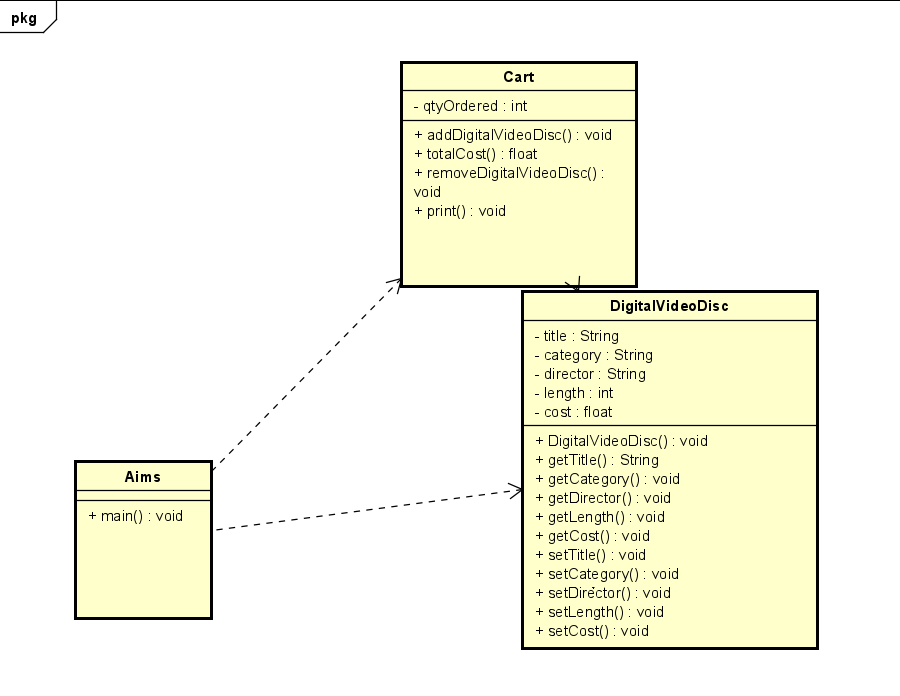 pkg
Cart
- qtyOrdered : int
+ addDigitalVideoDisc() : void
+ totalCost() : float
+ removeDigitalVideoDisc() :
void
+ print() : void
DigitalVideoDisc
- title : String
- category : String
- director : String
- length : int
- cost : float
+ DigitalVideoDisc() : void
+ getTitle() : String
+ getCategory() : void
+ getDirector() : void
+ getLength() : void
+ getCost() : void
+ setTitle() : void
+ setCategory() : void
+ setDirector() : void
+ setLength() : void
+ setCost() : void
Aims
+ main() : void